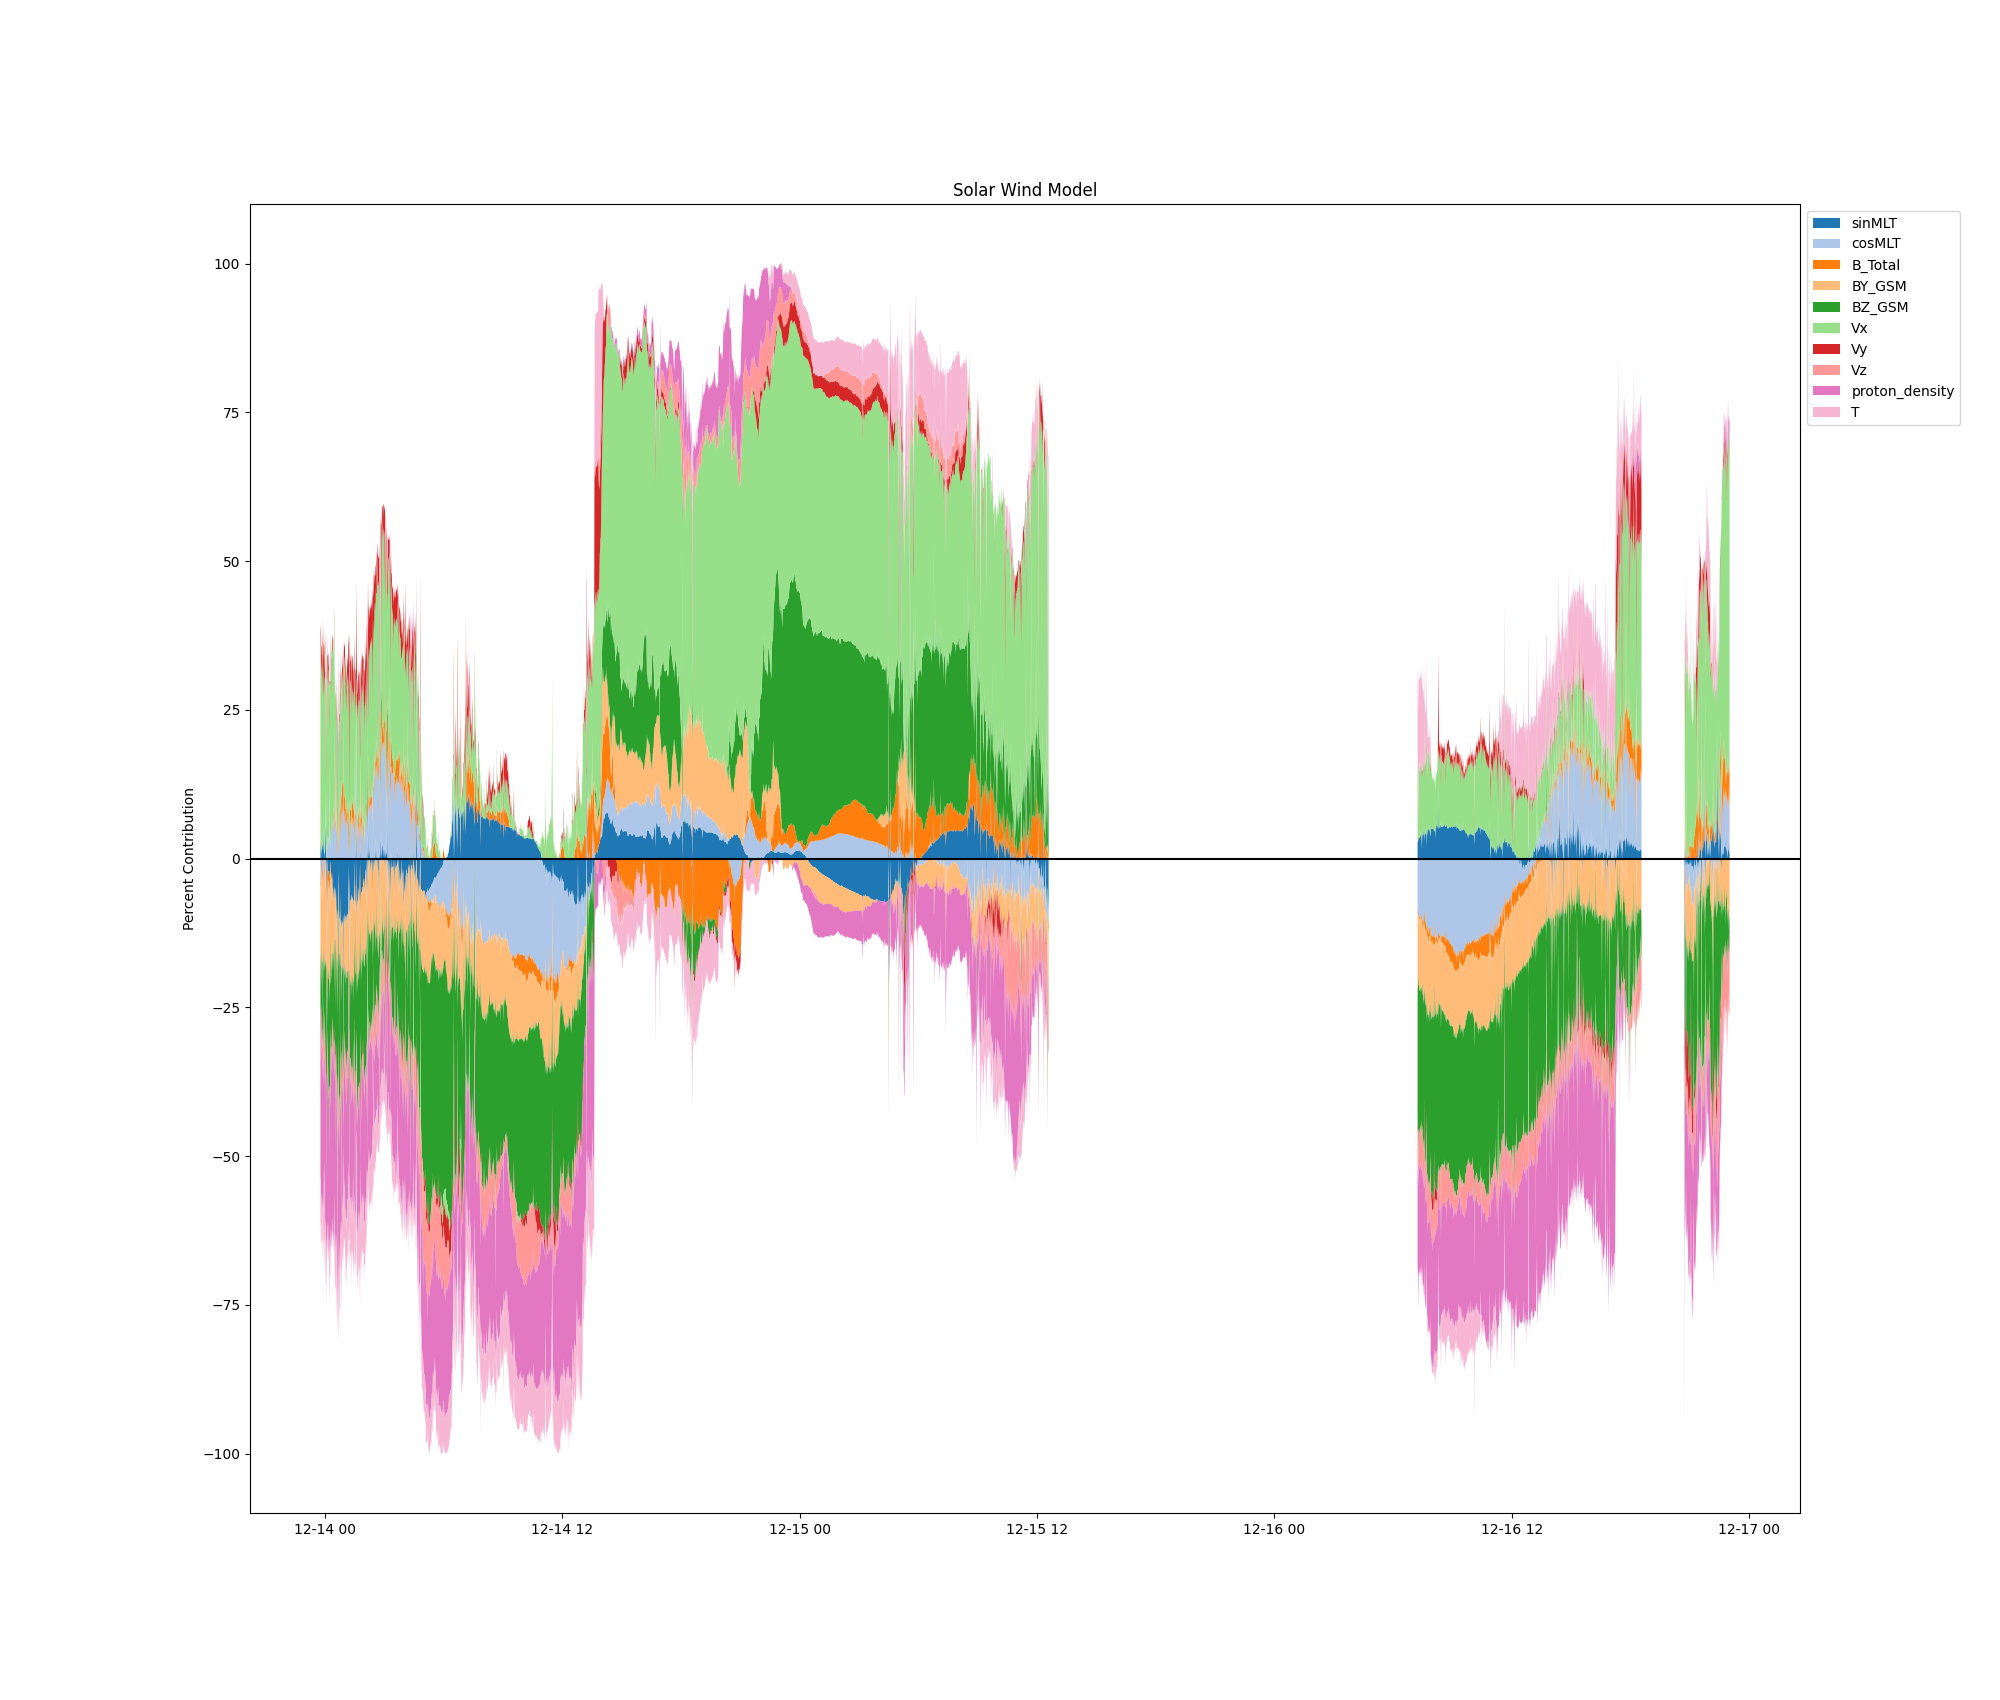 Solar Wind Model
sinMLT
cosMLT
B_Total
BY_GSM
BZ_GSM
Vx
Vy
Vz
proton_density
T
Percent Contribution
100
75
50
25
0
−25
−50
−75
−100
12-14 00
12-14 12
12-15 00
12-15 12
12-16 00
12-16 12
12-17 00